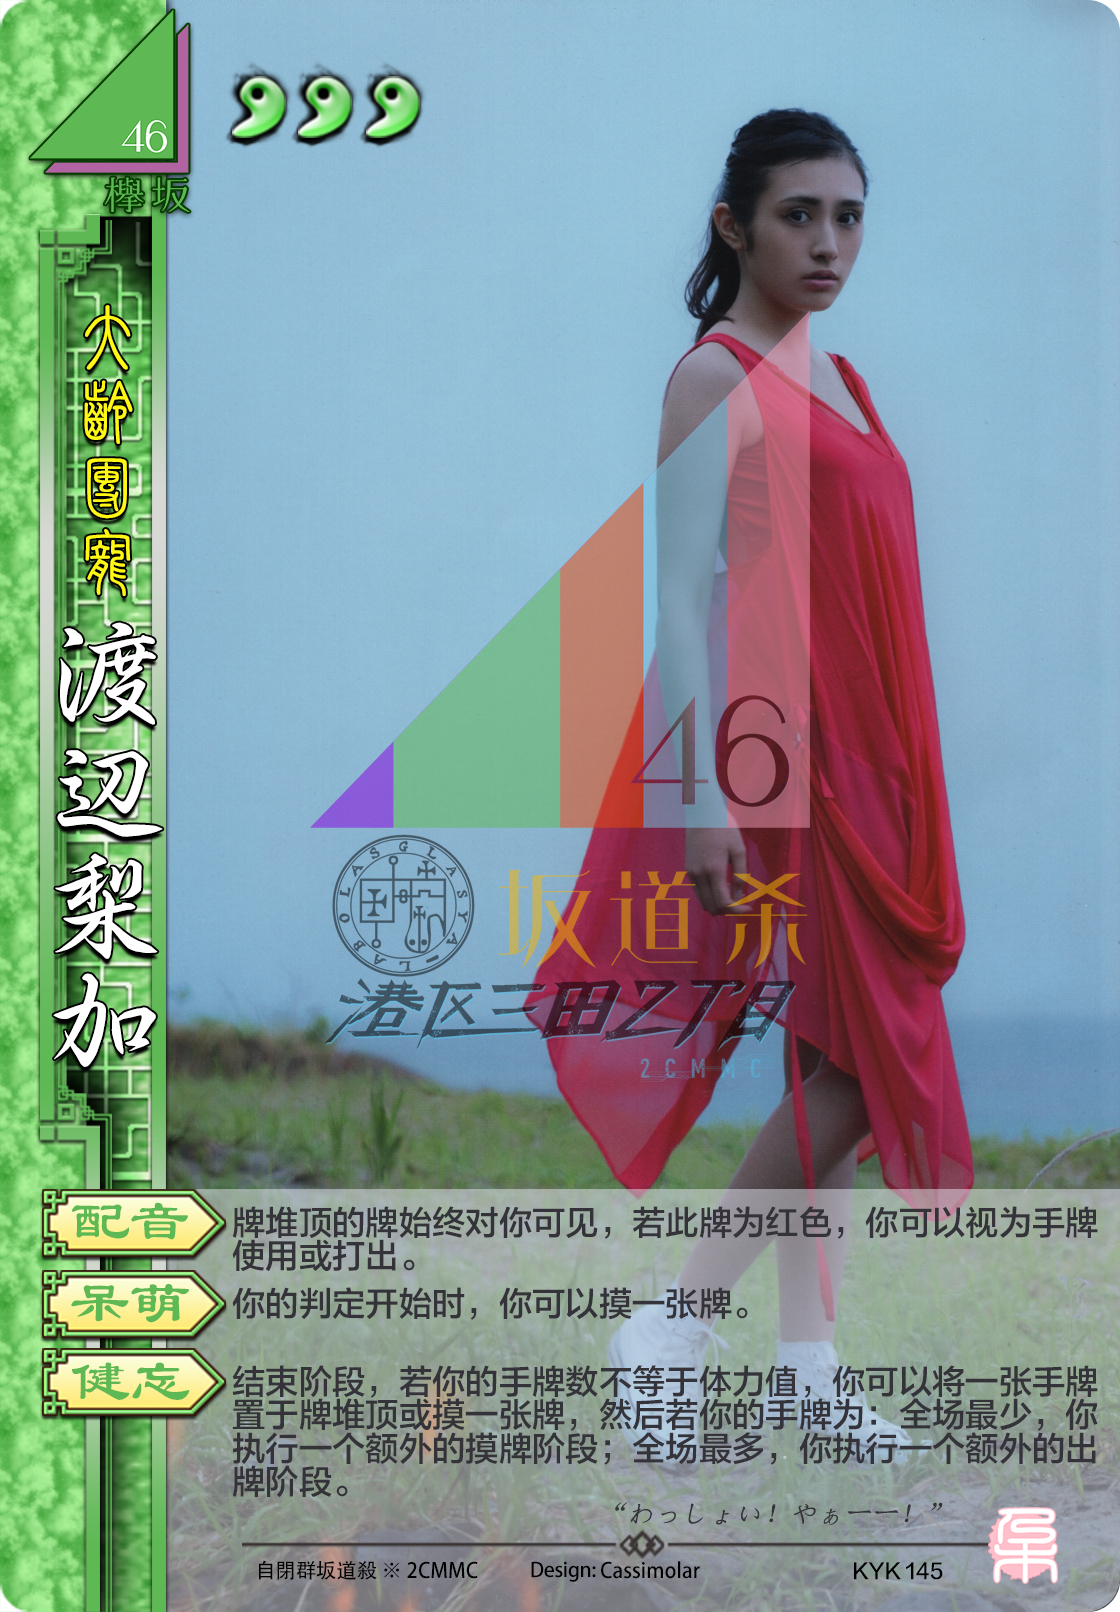 46
欅坂
大齡團寵
渡辺梨加
46
GLASYA-LABOLAS
坂道杀
港区三田2丁目
2CMMC
配音
牌堆顶的牌始终对你可见，若此牌为红色，你可以视为手牌
使用或打出。
呆萌
你的判定开始时，你可以摸一张牌。
健忘
结束阶段，若你的手牌数不等于体力值，你可以将一张手牌
置于牌堆顶或摸一张牌，然后若你的手牌为：全场最少，你
执行一个额外的摸牌阶段；全场最多，你执行一个额外的出
牌阶段。
“わっしょい！やぁーー！”
自閉群坂道殺 ※ 2CMMC
Design: Cassimolar
KYK 145